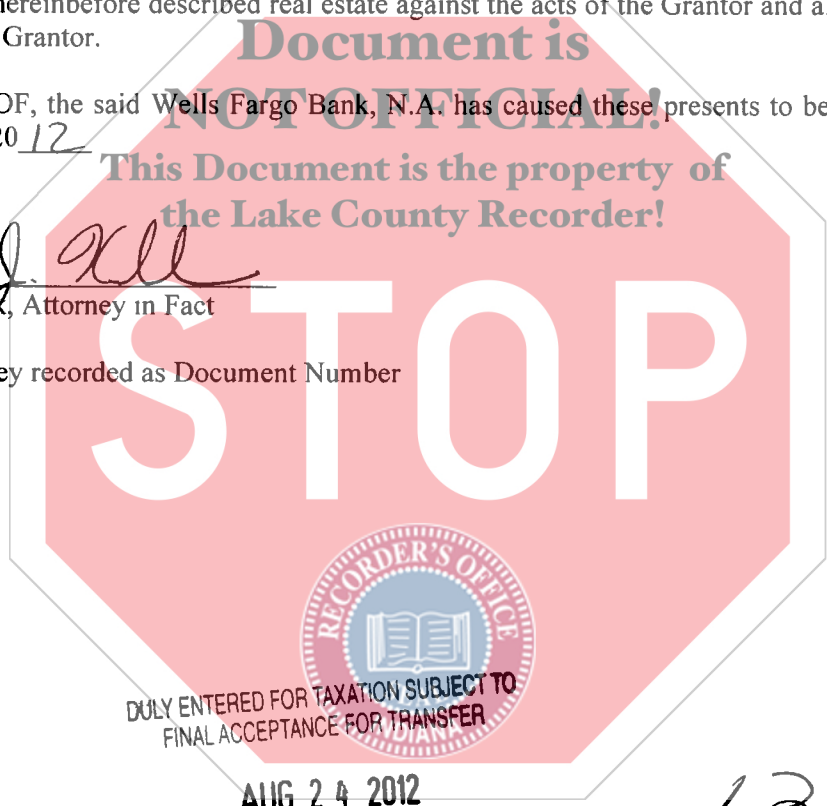 hereinbefore described real estate against the acts of the Grantor and
Grantor.
Document is
OF, the said Wells Fargo Bank, N.A. has caused these presents to be
NOT OFFICIAL!
20 12
This Document is the property of
the Lake County Recorder!
J.
, Attorney in Fact
STOP
ey recorded as Document Number
RECORDER'S OFFICE
DULY ENTERED FOR TAXATION SUBJECT TO
FINAL ACCEPTANCE FOR TRANSFER
AUG 24 2012